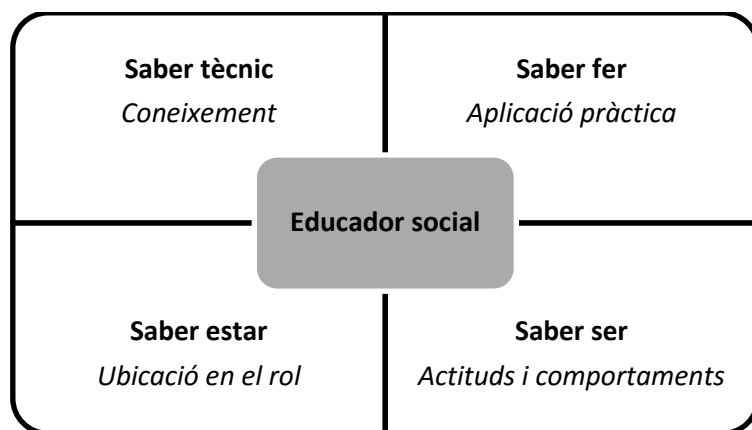 Saber tècnic
Coneixement
Saber fer
Aplicació pràctica
Educador social
Saber estar
Ubicació en el rol
Saber ser
Actituds i comportaments